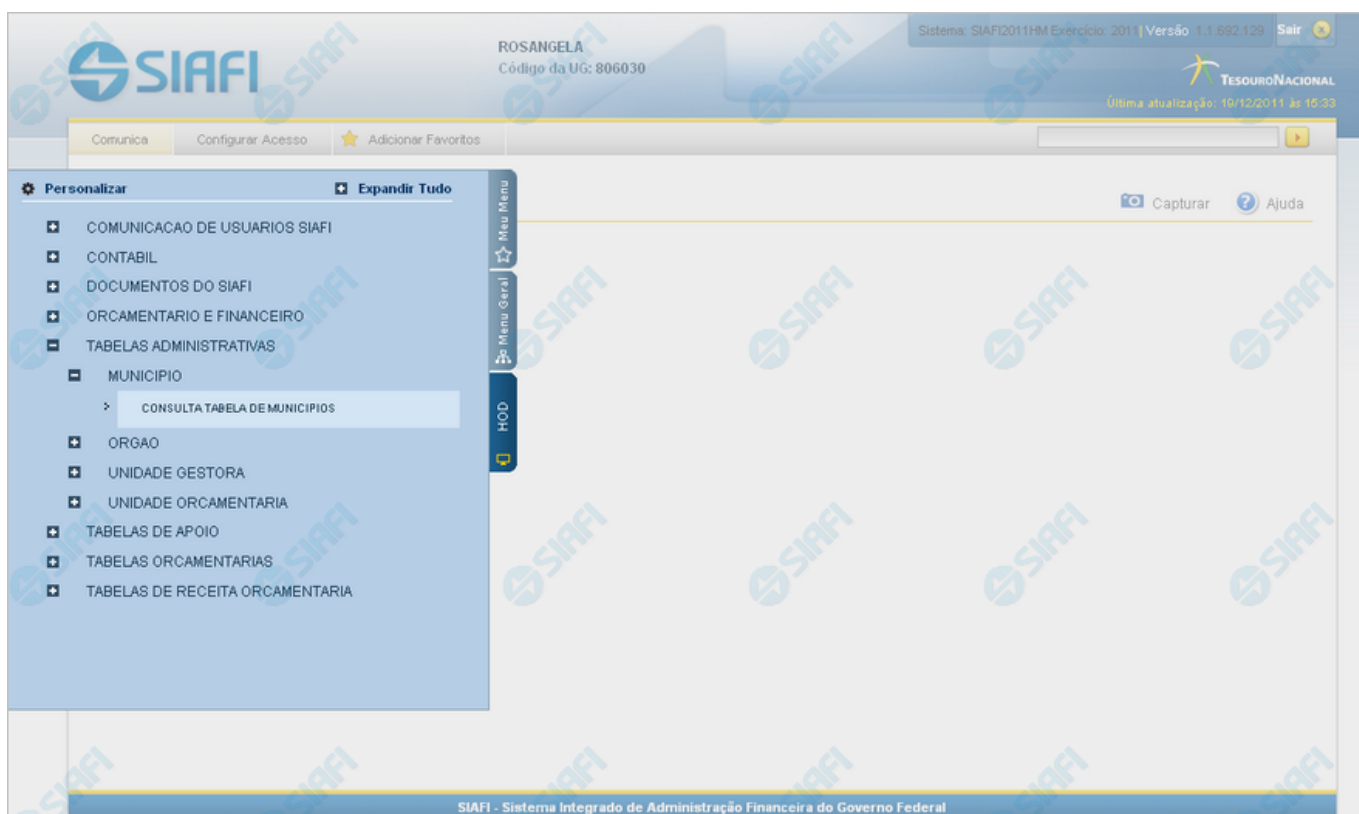 SIAFI
ROSANGELA
Código da UG: 806030
Sistema: SIAFI2011HM Exercício: 2011| Versão 1.1.692.129 Sair
TESOURONACIONAL
Última atualização: 19/12/2011 às 16:33
Comunica Configurar Acesso Adicionar Favoritos
Personalizar Expandir Tudo
Capturar Ajuda
COMUNICACAO DE USUARIOS SIAFI
CONTABIL
DOCUMENTOS DO SIAFI
ORCAMENTARIO E FINANCEIRO
TABELAS ADMINISTRATIVAS
MUNICIPIO
CONSULTA TABELA DE MUNICIPIOS
ORGAO
UNIDADE GESTORA
UNIDADE ORCAMENTARIA
TABELAS DE APOIO
TABELAS ORCAMENTARIAS
TABELAS DE RECEITA ORCAMENTARIA
Meu Menu
Menu Geral
HOD
SIAFI - Sistema Integrado de Administração Financeira do Governo Federal